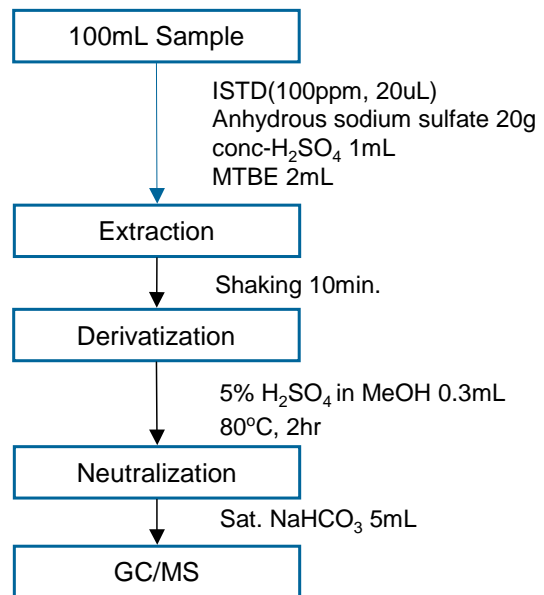 100mL Sample
ISTD(100ppm, 20uL)
Anhydrous sodium sulfate 20g
conc-H₂SO₄ 1mL
MTBE 2mL
Extraction
Shaking 10min.
Derivatization
5% H₂SO₄ in MeOH 0.3mL
80°C, 2hr
Neutralization
Sat. NaHCO₃ 5mL
GC/MS